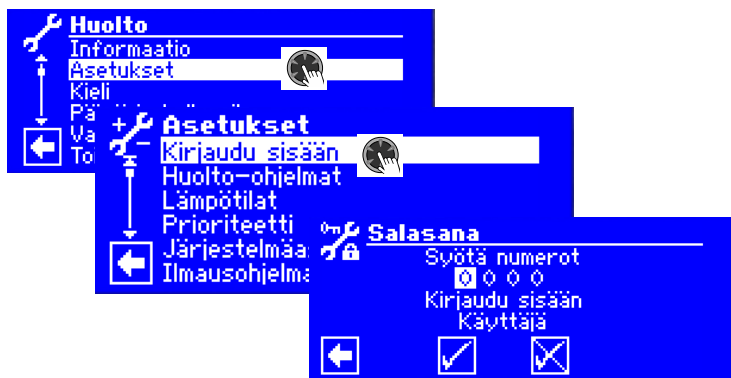 Huolto
Informaatio
Asetukset
Kieli
Asetukset
Kirjaudu sisään
Huolto-ohjelmat
Lämpötilat
Prioriteetti
Salasana
Syötä numerot
0 0 0 0
Kirjaudu sisään
Käyttäjä